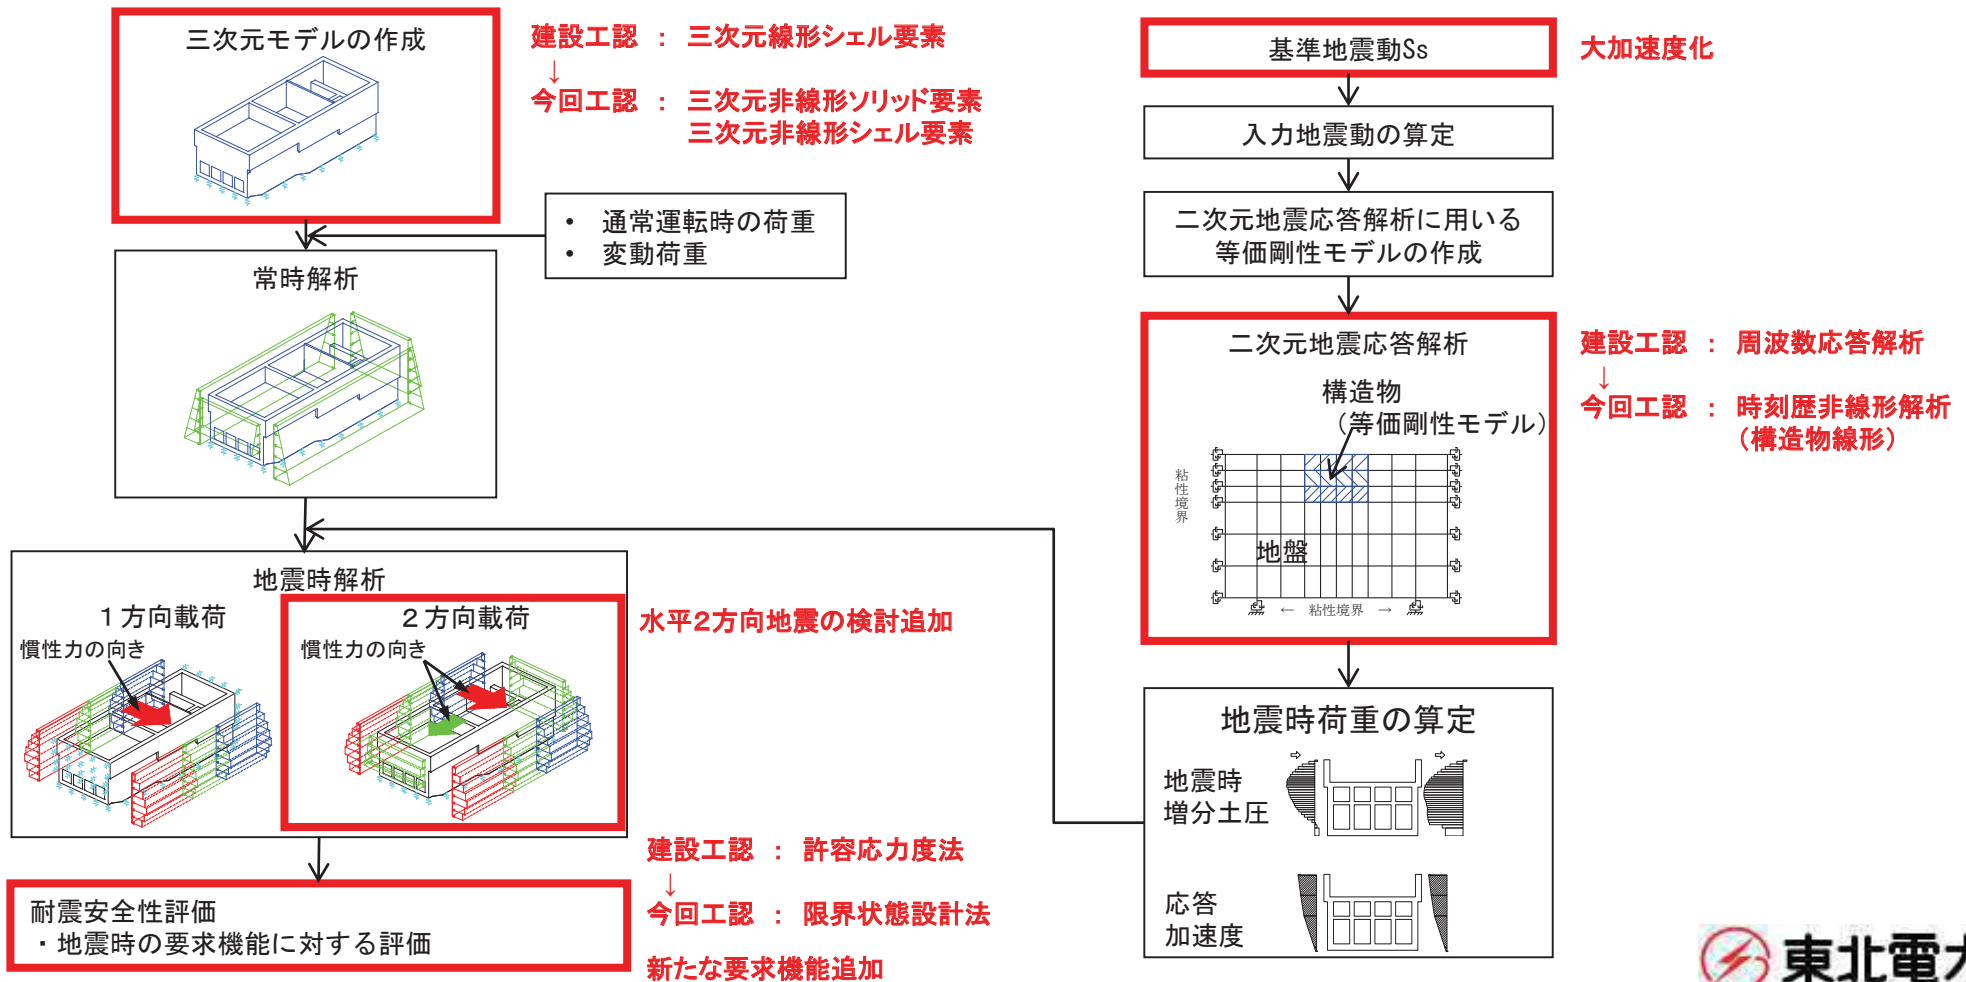 三次元モデルの作成
建設工認 ： 三次元線形シェル要素
↓
今回工認 ： 三次元非線形ソリッド要素
三次元非線形シェル要素
・ 通常運転時の荷重
・ 変動荷重
常時解析
地震時解析
1方向載荷
慣性力の向き
2方向載荷
慣性力の向き
水平2方向地震の検討追加
耐震安全性評価
・地震時の要求機能に対する評価
建設工認 ： 許容応力度法
↓
今回工認 ： 限界状態設計法
新たな要求機能追加
基準地震動Ss
大加速度化
入力地震動の算定
二次元地震応答解析に用いる
等価剛性モデルの作成
二次元地震応答解析
構造物
（等価剛性モデル）
粘性境界
地盤
← 粘性境界 →
建設工認 ： 周波数応答解析
↓
今回工認 ： 時刻歴非線形解析
（構造物線形）
地震時荷重の算定
地震時
増分土圧
応答
加速度
東北電